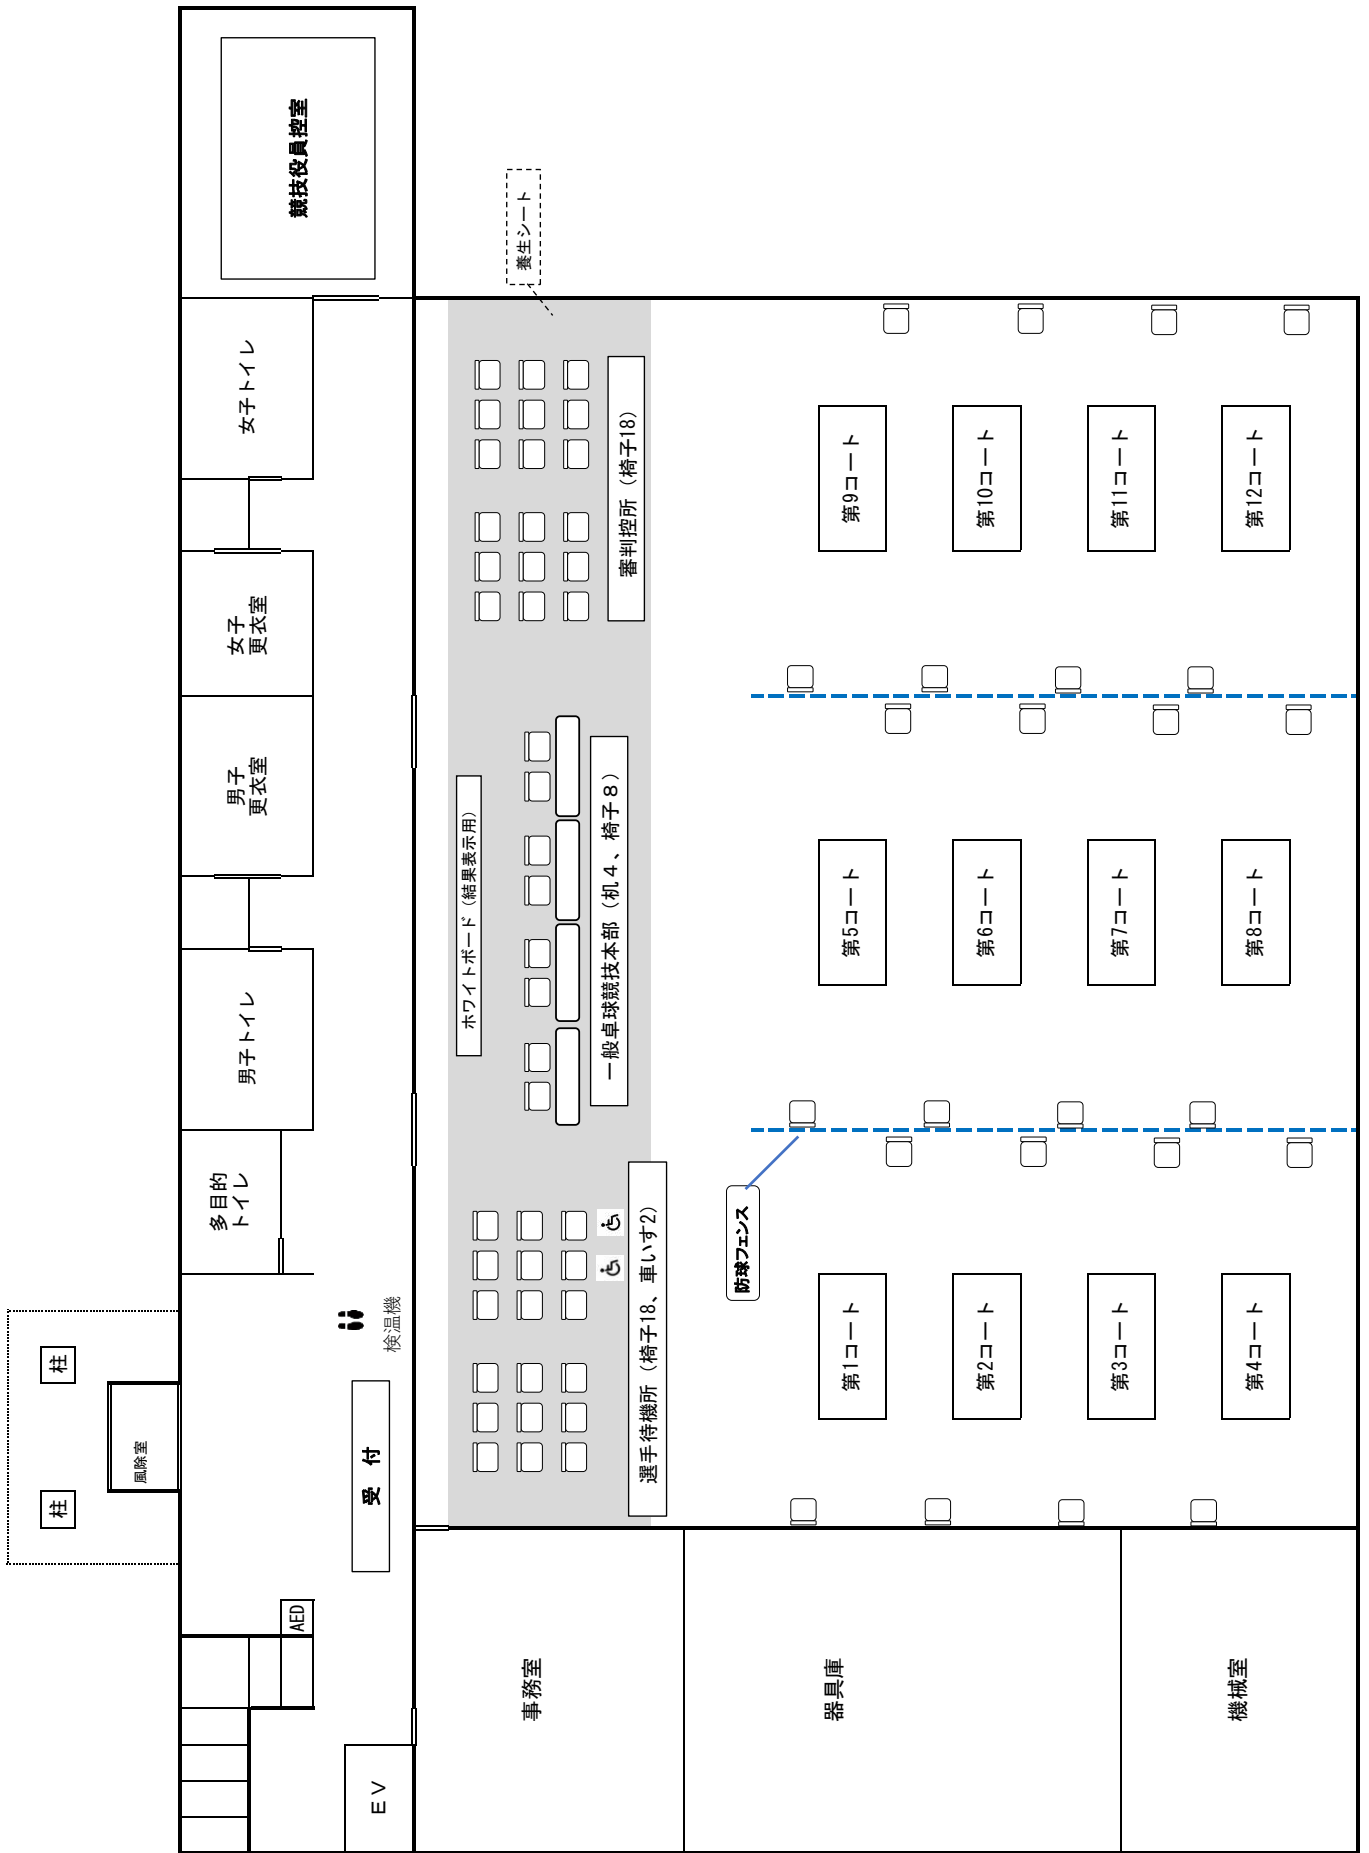 競技役員控室
養生シート
女子トイレ
女子
更衣室
男子
更衣室
男子トイレ
多目的
トイレ
審判控所（椅子18）
ホワイトボード（結果表示用）
一般卓球競技本部（机４、椅子８）
選手待機所（椅子18、車いす2）
第9コート
第10コート
第11コート
第12コート
第5コート
第6コート
第7コート
第8コート
防球フェンス
第1コート
第2コート
第3コート
第4コート
検温機
柱
柱
風除室
受 付
AED
ＥＶ
事務室
器具庫
機械室